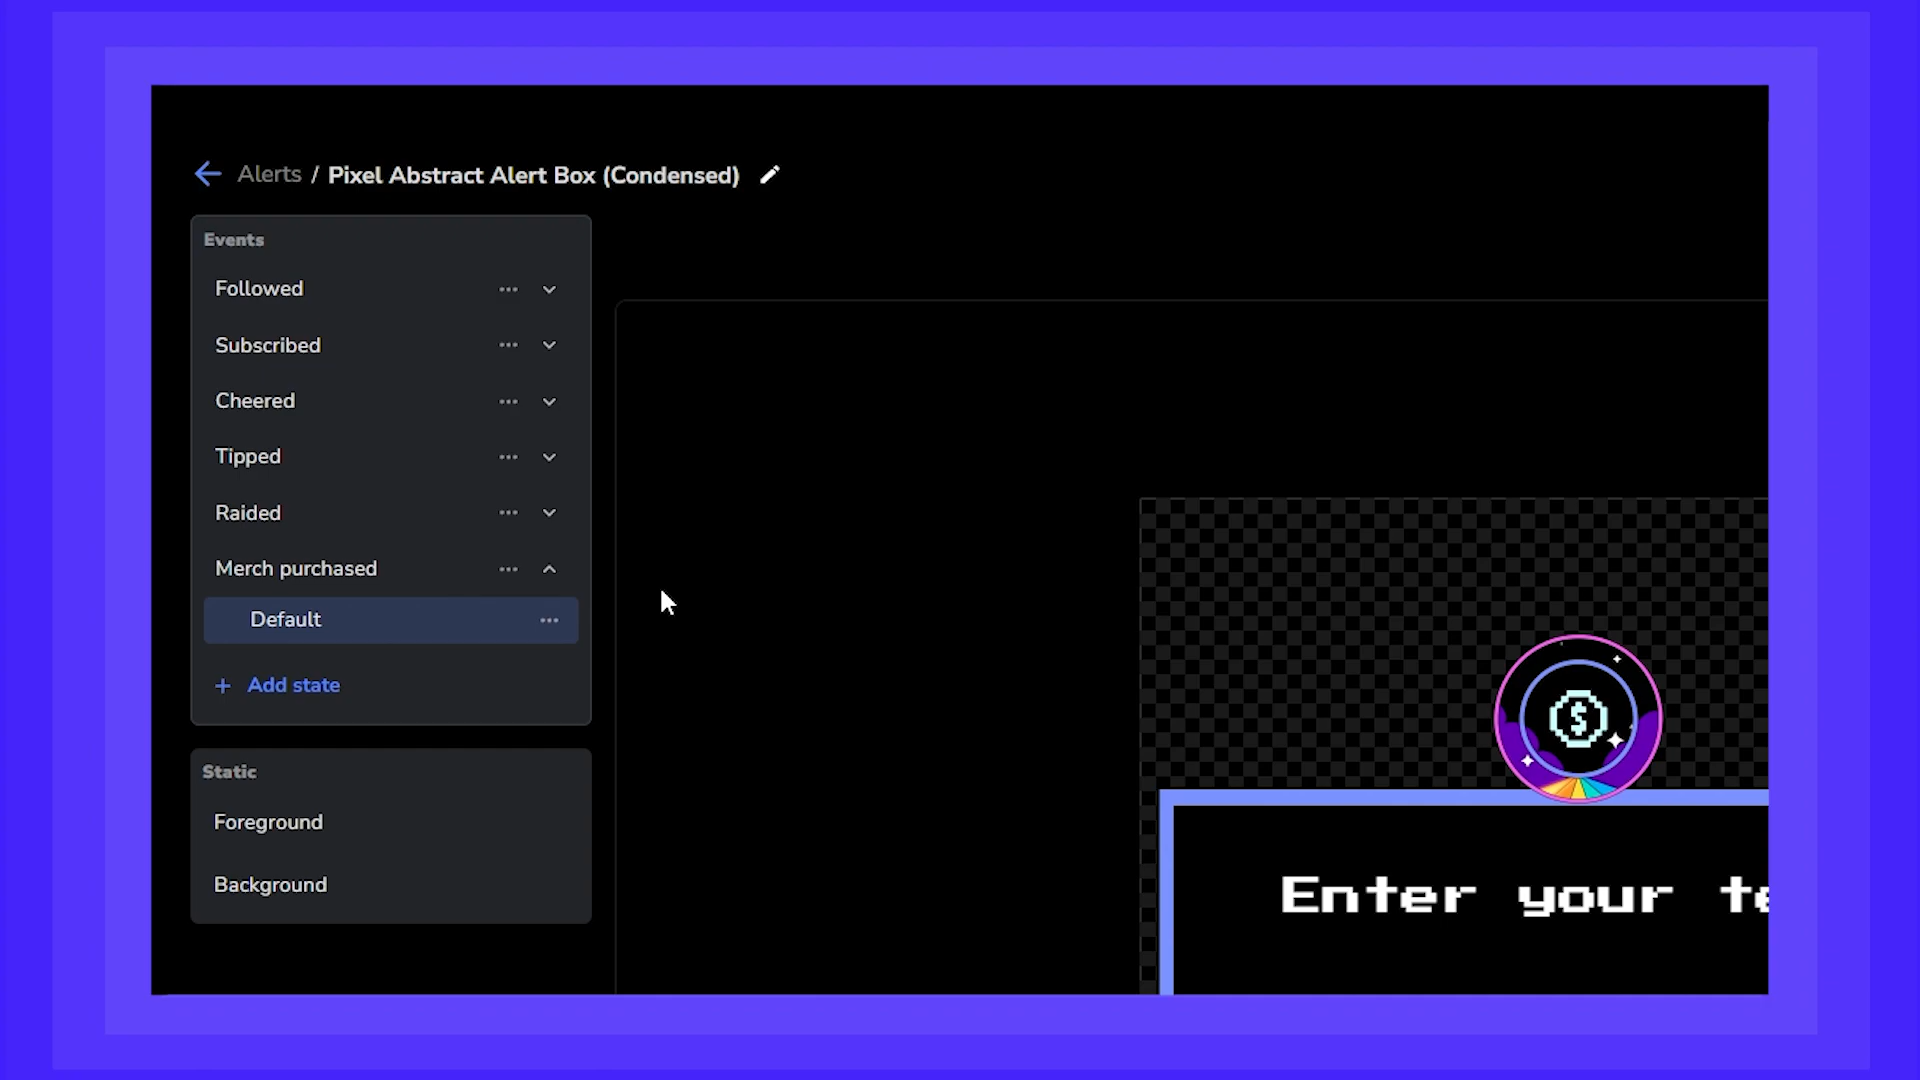 Alerts / Pixel Abstract Alert Box (Condensed)
Events
Followed
Subscribed
Cheered
Tipped
Raided
Merch purchased
Default
+ Add state
Static
Foreground
Background
$
Enter your te